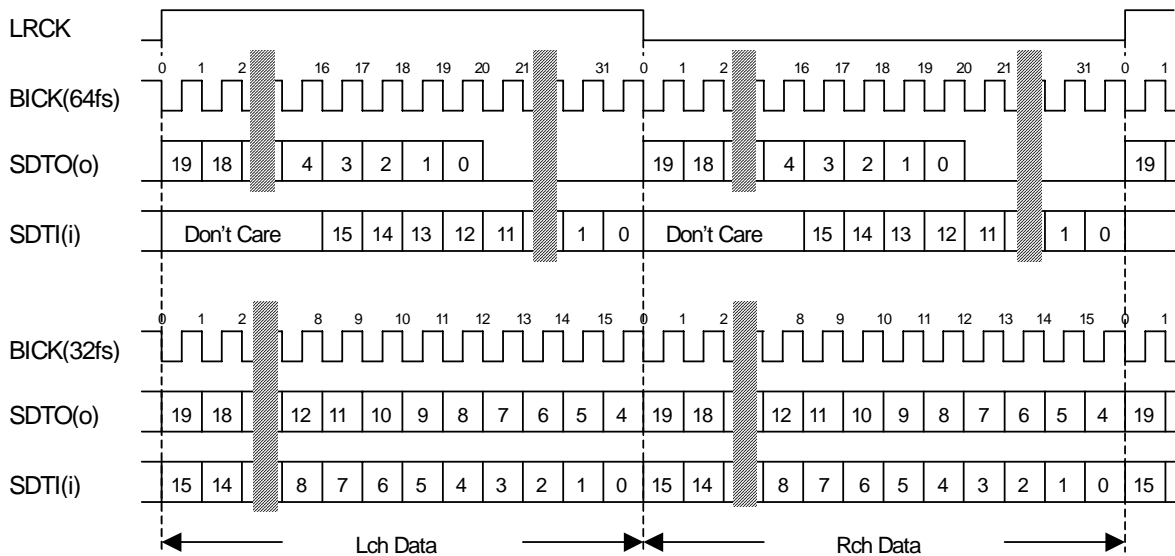 LRCK
0 1 2 16 17 18 19 20 21 31 0 1 2 16 17 18 19 20 21 31 0 1
BICK(64fs)
SDTO(o) 19 18 4 3 2 1 0 19 18 4 3 2 1 0 19
SDTI(i) Don't Care 15 14 13 12 11 1 0 Don't Care 15 14 13 12 11 1 0
0 1 2 8 9 10 11 12 13 14 15 0 1 2 8 9 10 11 12 13 14 15 0 1
BICK(32fs)
SDTO(o) 19 18 12 11 10 9 8 7 6 5 4 19 18 12 11 10 9 8 7 6 5 4 19
SDTI(i) 15 14 8 7 6 5 4 3 2 1 0 15 14 8 7 6 5 4 3 2 1 0 15
Lch Data Rch Data